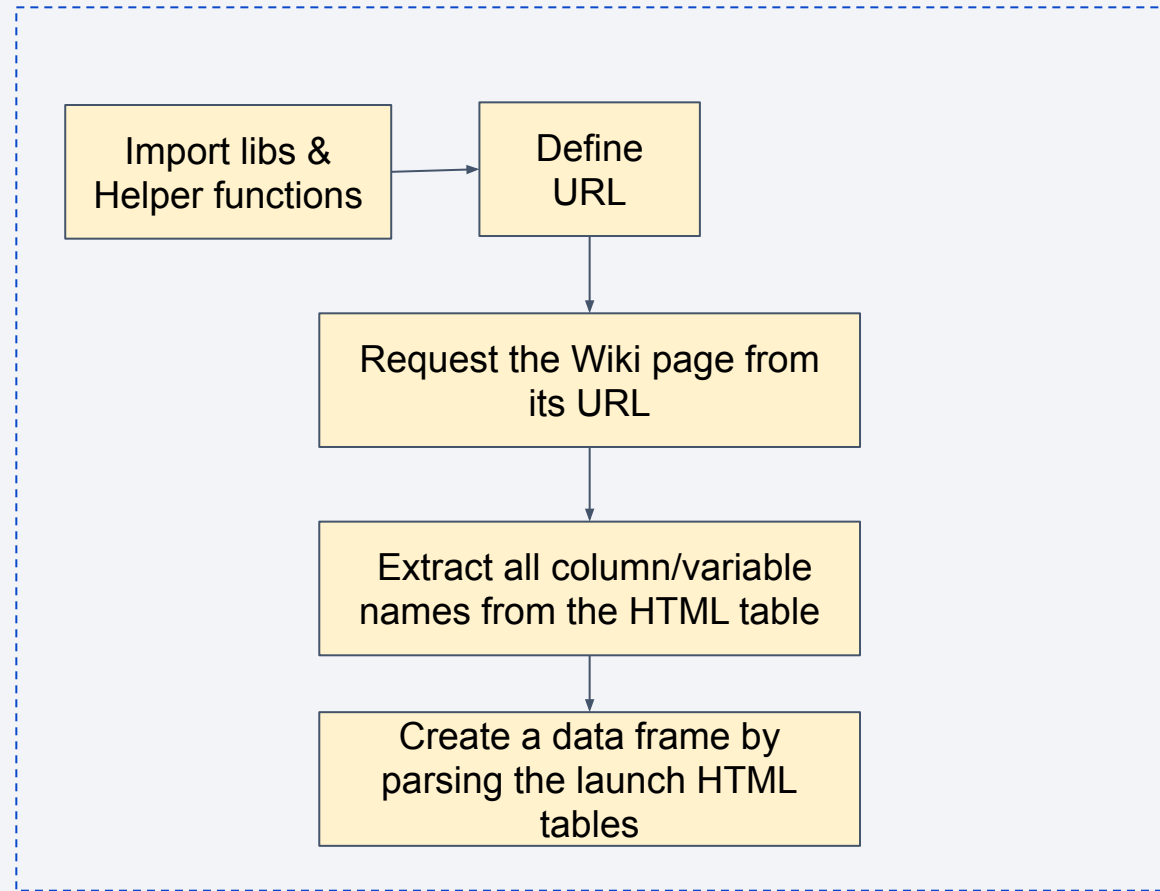 Import libs &
Helper functions
Define
URL
Request the Wiki page from
its URL
Extract all column/variable
names from the HTML table
Create a data frame by
parsing the launch HTML
tables